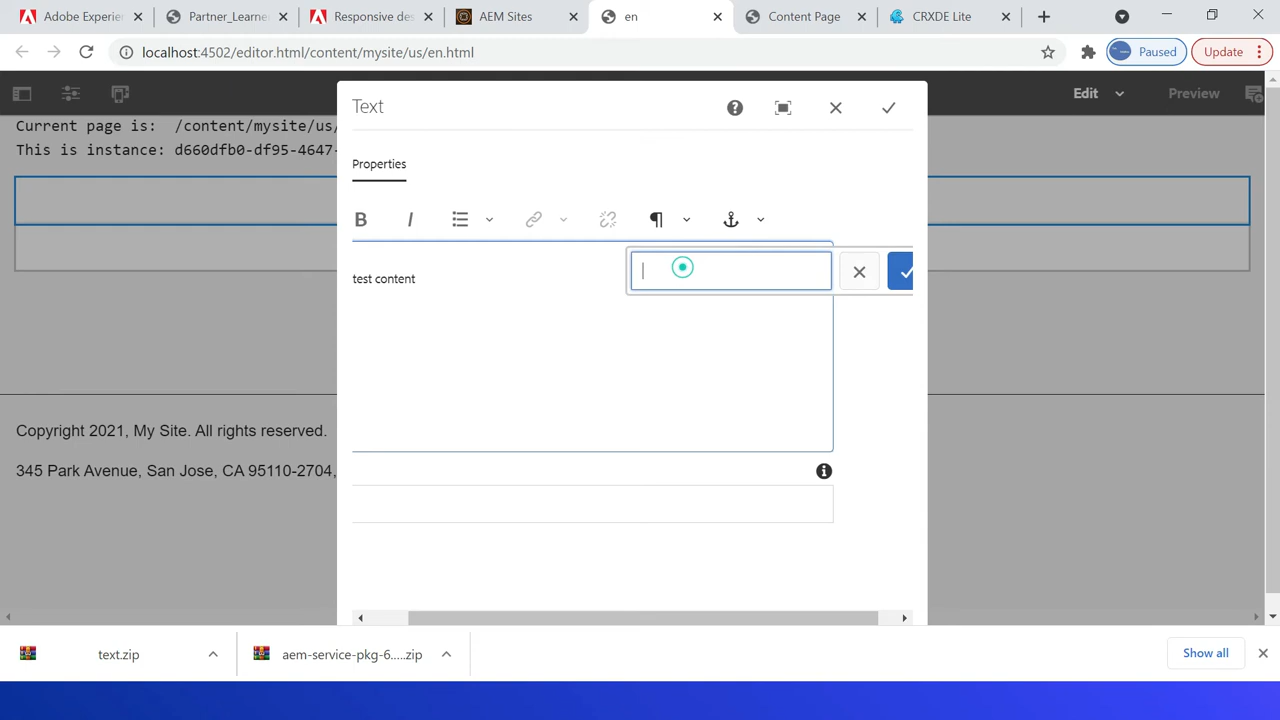 Adobe Experien
Partner_Learne
Responsive des
AEM Sites
en
Content Page
CRXDE Lite
localhost:4502/editor.html/content/mysite/us/en.html
Paused
Update
Edit
Preview
Current page is: /content/mysite/us/
This is instance: d660dfb0-df95-4647-
Text
Properties
B I
test content
Copyright 2021, My Site. All rights reserved.
345 Park Avenue, San Jose, CA 95110-2704,
text.zip
aem-service-pkg-6.....zip
Show all